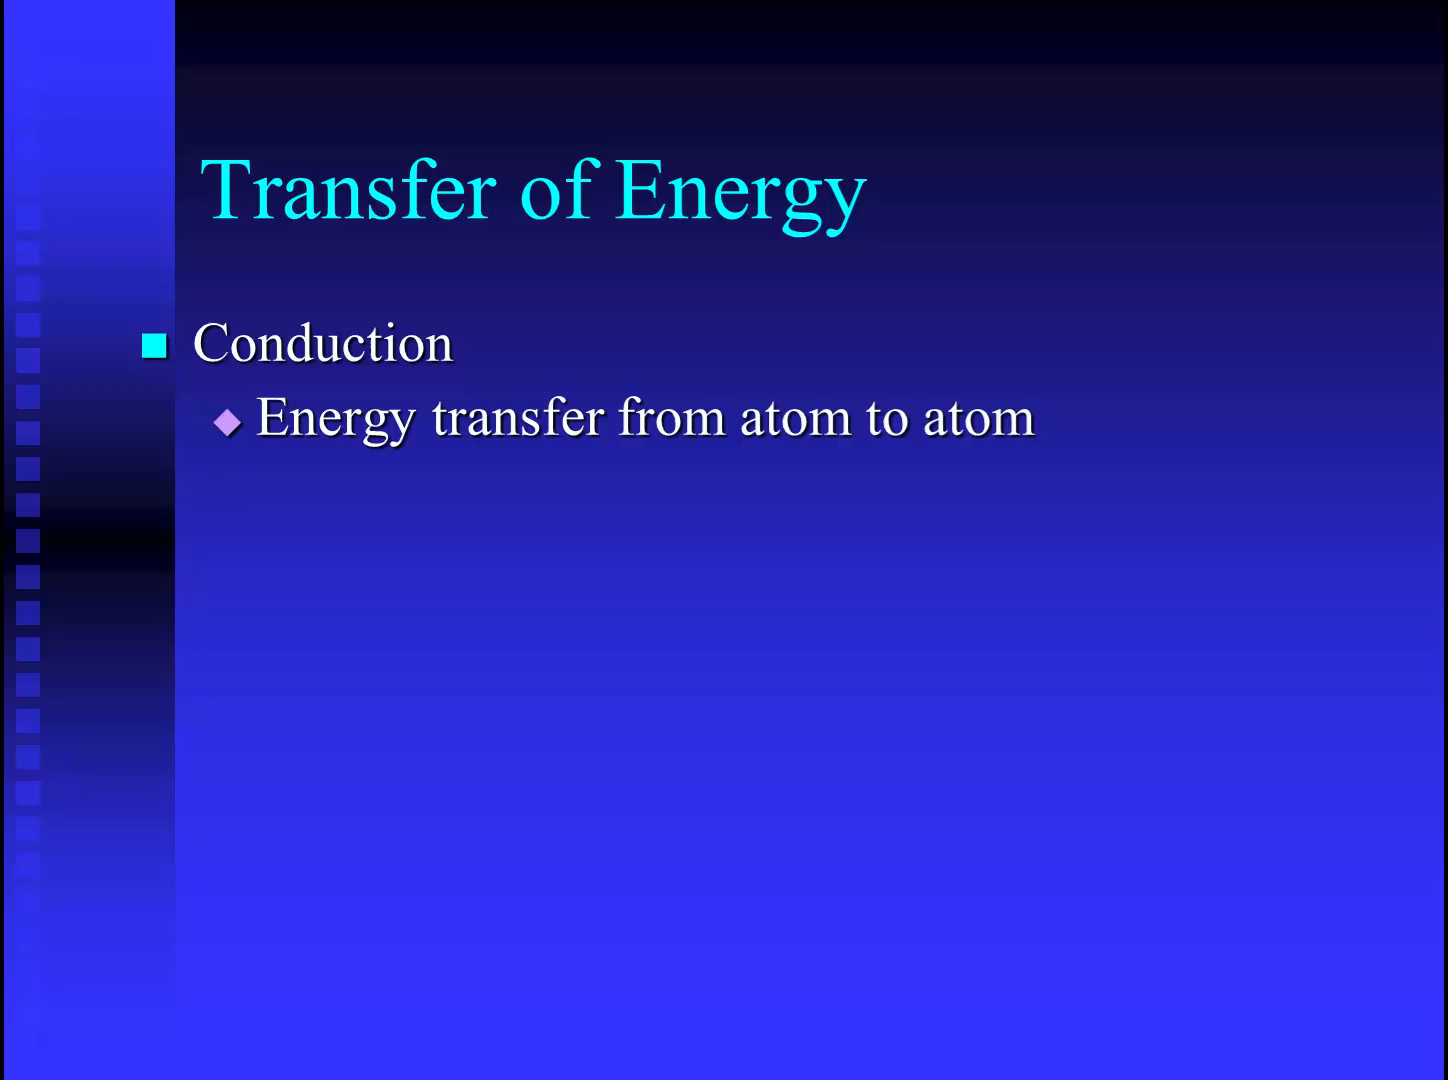 Transfer of Energy
Conduction
Energy transfer from atom to atom